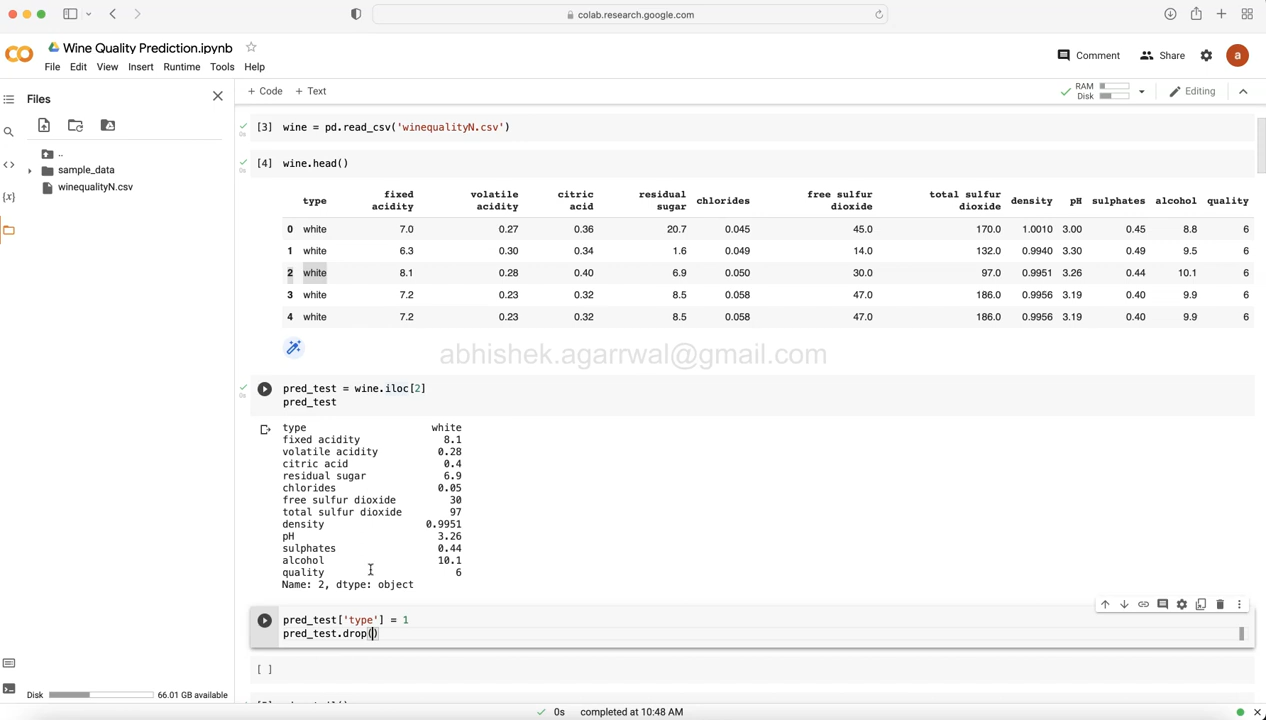 colab.research.google.com
CO Wine Quality Prediction.ipynb
File Edit View Insert Runtime Tools Help
Comment Share a
Files
+ Code + Text
RAM
Disk
Editing
..
sample_data
winequalityN.csv
{x}
[3] wine = pd.read_csv('winequalityN.csv')
0s
[4] wine.head()
0s
type fixed acidity volatile acidity citric acid residual sugar chlorides free sulfur dioxide total sulfur dioxide density pH sulphates alcohol quality
0 white 7.0 0.27 0.36 20.7 0.045 45.0 170.0 1.0010 3.00 0.45 8.8 6
1 white 6.3 0.30 0.34 1.6 0.049 14.0 132.0 0.9940 3.30 0.49 9.5 6
2 white 8.1 0.28 0.40 6.9 0.050 30.0 97.0 0.9951 3.26 0.44 10.1 6
3 white 7.2 0.23 0.32 8.5 0.058 47.0 186.0 0.9956 3.19 0.40 9.9 6
4 white 7.2 0.23 0.32 8.5 0.058 47.0 186.0 0.9956 3.19 0.40 9.9 6
abhishek.agarrwal@gmail.com
0s
pred_test = wine.iloc[2]
pred_test
type white
fixed acidity 8.1
volatile acidity 0.28
citric acid 0.4
residual sugar 6.9
chlorides 0.05
free sulfur dioxide 30
total sulfur dioxide 97
density 0.9951
pH 3.26
sulphates 0.44
alcohol 10.1
quality 6
Name: 2, dtype: object
pred_test['type'] = 1
pred_test.drop()
[ ]
Disk 66.01 GB available
0s completed at 10:48 AM